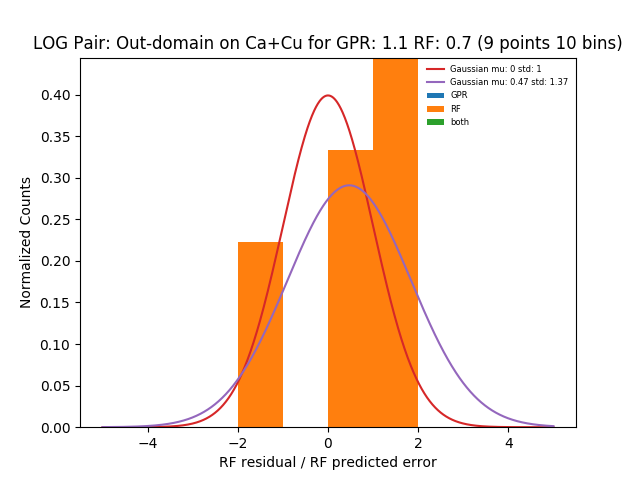 LOG Pair: Out-domain on Ca+Cu for GPR: 1.1 RF: 0.7 (9 points 10 bins)
Gaussian mu: 0 std: 1
Gaussian mu: 0.47 std: 1.37
GPR
RF
both
Normalized Counts
0.40
0.35
0.30
0.25
0.20
0.15
0.10
0.05
0.00
−4 −2 0 2 4
RF residual / RF predicted error